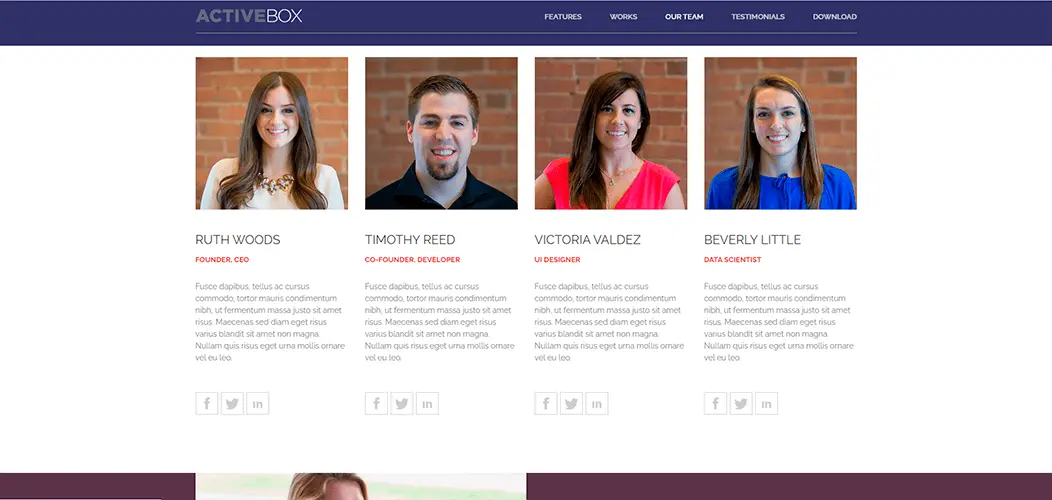 ACTIVEBOX
FEATURES WORKS OUR TEAM TESTIMONIALS DOWNLOAD
RUTH WOODS
FOUNDER, CEO
Fusce dapibus, tellus ac cursus
commodo, tortor mauris condimentum
nibh, ut fermentum massa justo sit amet
risus. Maecenas sed diam eget risus
varius blandit sit amet non magna.
Nullam quis risus eget urna mollis ornare
vel eu leo.
f in
TIMOTHY REED
CO-FOUNDER, DEVELOPER
Fusce dapibus, tellus ac cursus
commodo, tortor mauris condimentum
nibh, ut fermentum massa justo sit amet
risus. Maecenas sed diam eget risus
varius blandit sit amet non magna.
Nullam quis risus eget urna mollis ornare
vel eu leo.
f in
VICTORIA VALDEZ
UI DESIGNER
Fusce dapibus, tellus ac cursus
commodo, tortor mauris condimentum
nibh, ut fermentum massa justo sit amet
risus. Maecenas sed diam eget risus
varius blandit sit amet non magna.
Nullam quis risus eget urna mollis ornare
vel eu leo.
f in
BEVERLY LITTLE
DATA SCIENTIST
Fusce dapibus, tellus ac cursus
commodo, tortor mauris condimentum
nibh, ut fermentum massa justo sit amet
risus. Maecenas sed diam eget risus
varius blandit sit amet non magna.
Nullam quis risus eget urna mollis ornare
vel eu leo.
f in